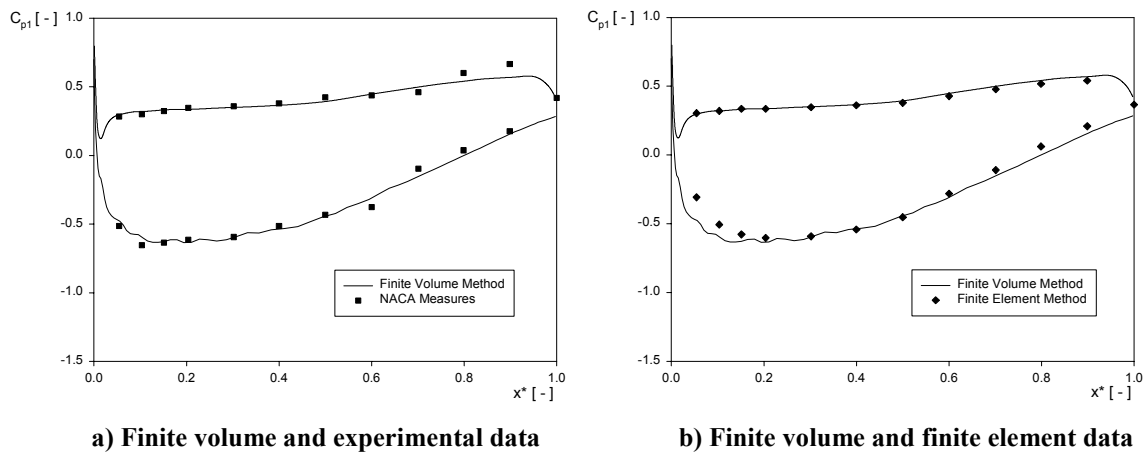 C_p1 [ - ]
1.0
0.5
0.0
-0.5
-1.0
-1.5
Finite Volume Method
NACA Measures
0.0 0.2 0.4 0.6 0.8 1.0
x* [ - ]
a) Finite volume and experimental data
C_p1 [ - ]
1.0
0.5
0.0
-0.5
-1.0
-1.5
Finite Volume Method
Finite Element Method
0.0 0.2 0.4 0.6 0.8 1.0
x* [ - ]
b) Finite volume and finite element data